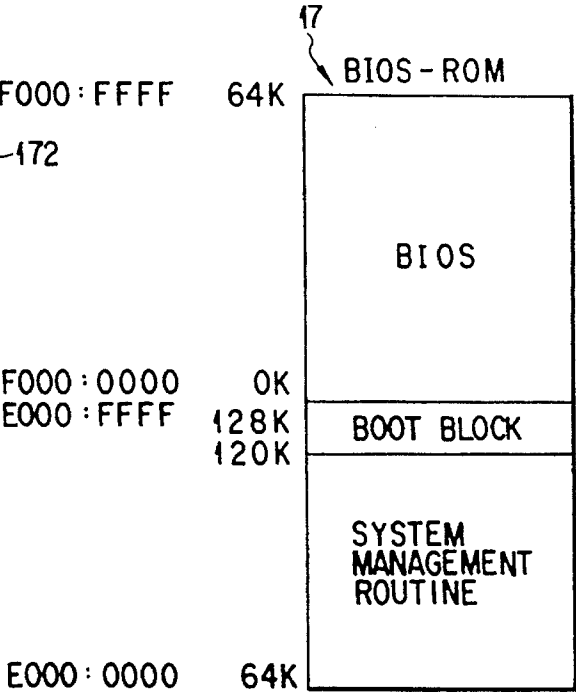 17
BIOS-ROM
F000:FFFF 64K
172
BIOS
F000:0000 0K
E000:FFFF 128K
BOOT BLOCK
120K
SYSTEM
MANAGEMENT
ROUTINE
E000:0000 64K